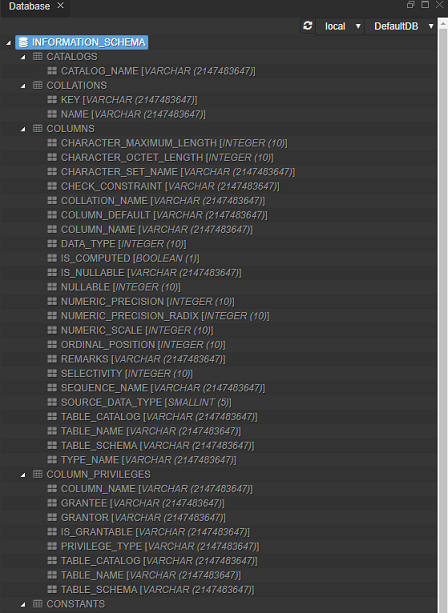 Database
local DefaultDB
INFORMATION_SCHEMA
CATALOGS
CATALOG_NAME [VARCHAR (2147483647)]
COLLATIONS
KEY [VARCHAR (2147483647)]
NAME [VARCHAR (2147483647)]
COLUMNS
CHARACTER_MAXIMUM_LENGTH [INTEGER (10)]
CHARACTER_OCTET_LENGTH [INTEGER (10)]
CHARACTER_SET_NAME [VARCHAR (2147483647)]
CHECK_CONSTRAINT [VARCHAR (2147483647)]
COLLATION_NAME [VARCHAR (2147483647)]
COLUMN_DEFAULT [VARCHAR (2147483647)]
COLUMN_NAME [VARCHAR (2147483647)]
DATA_TYPE [INTEGER (10)]
IS_COMPUTED [BOOLEAN (1)]
IS_NULLABLE [VARCHAR (2147483647)]
NULLABLE [INTEGER (10)]
NUMERIC_PRECISION [INTEGER (10)]
NUMERIC_PRECISION_RADIX [INTEGER (10)]
NUMERIC_SCALE [INTEGER (10)]
ORDINAL_POSITION [INTEGER (10)]
REMARKS [VARCHAR (2147483647)]
SELECTIVITY [INTEGER (10)]
SEQUENCE_NAME [VARCHAR (2147483647)]
SOURCE_DATA_TYPE [SMALLINT (5)]
TABLE_CATALOG [VARCHAR (2147483647)]
TABLE_NAME [VARCHAR (2147483647)]
TABLE_SCHEMA [VARCHAR (2147483647)]
TYPE_NAME [VARCHAR (2147483647)]
COLUMN_PRIVILEGES
COLUMN_NAME [VARCHAR (2147483647)]
GRANTEE [VARCHAR (2147483647)]
GRANTOR [VARCHAR (2147483647)]
IS_GRANTABLE [VARCHAR (2147483647)]
PRIVILEGE_TYPE [VARCHAR (2147483647)]
TABLE_CATALOG [VARCHAR (2147483647)]
TABLE_NAME [VARCHAR (2147483647)]
TABLE_SCHEMA [VARCHAR (2147483647)]
CONSTANTS